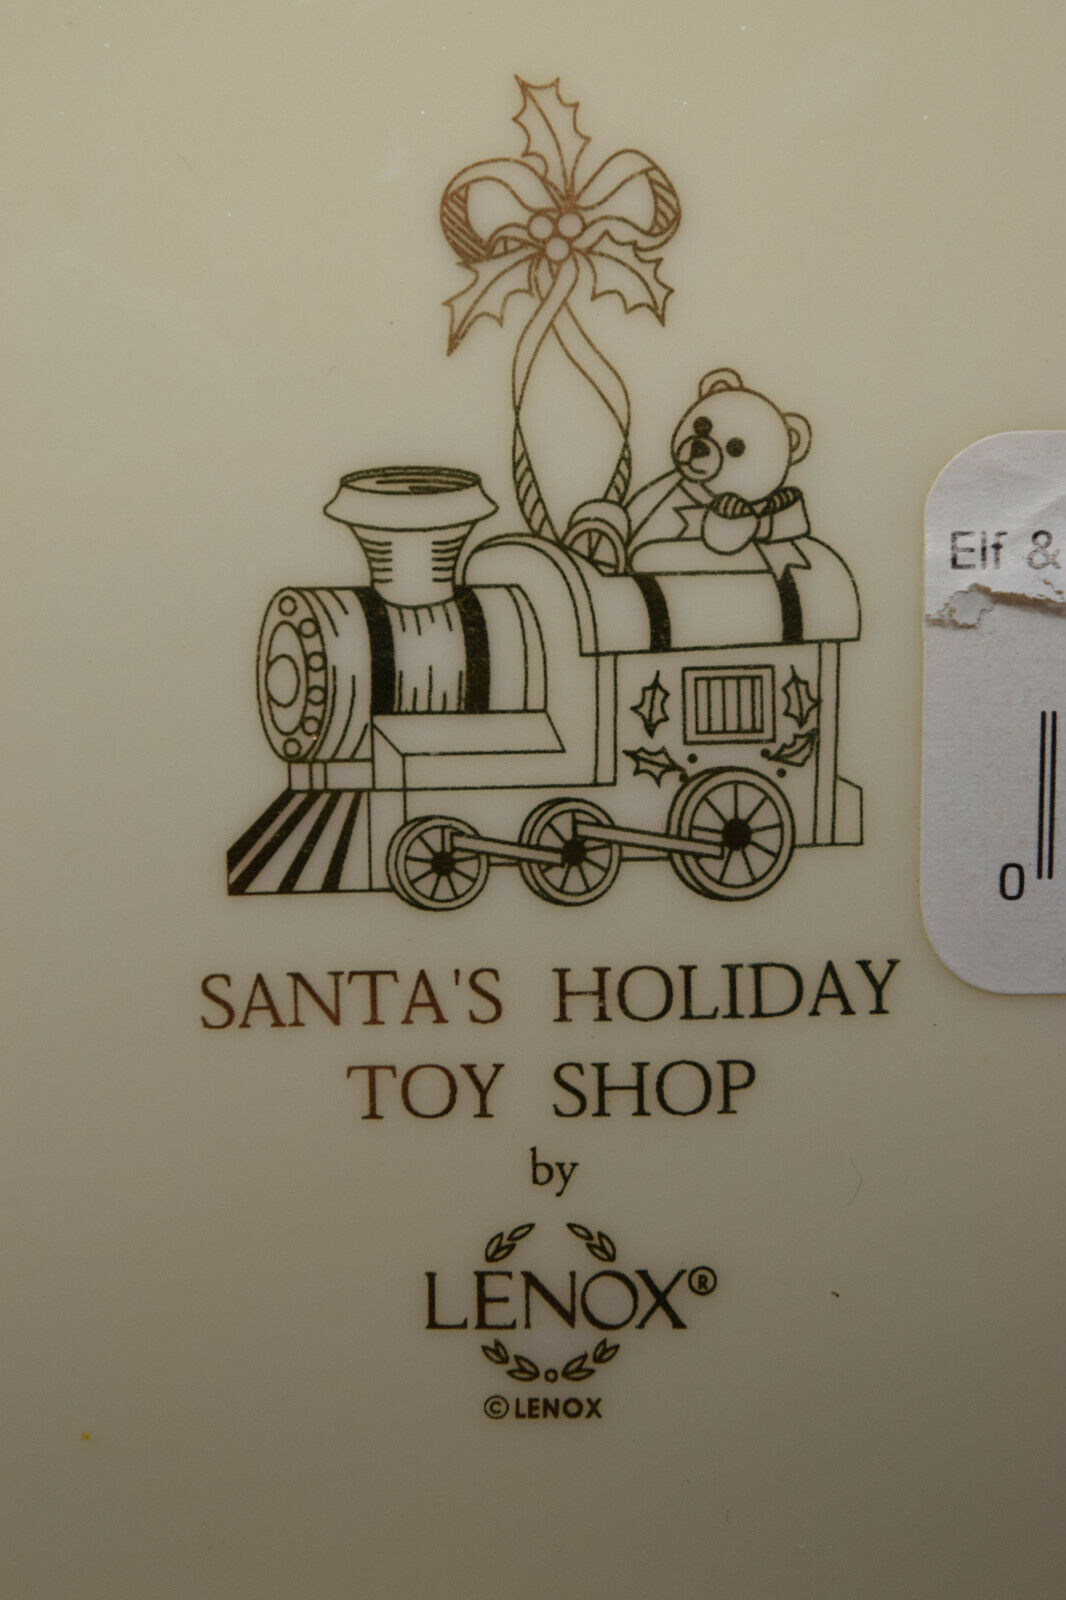 SANTA'S HOLIDAY
TOY SHOP
by
LENOX®
© LENOX
Elf &
0